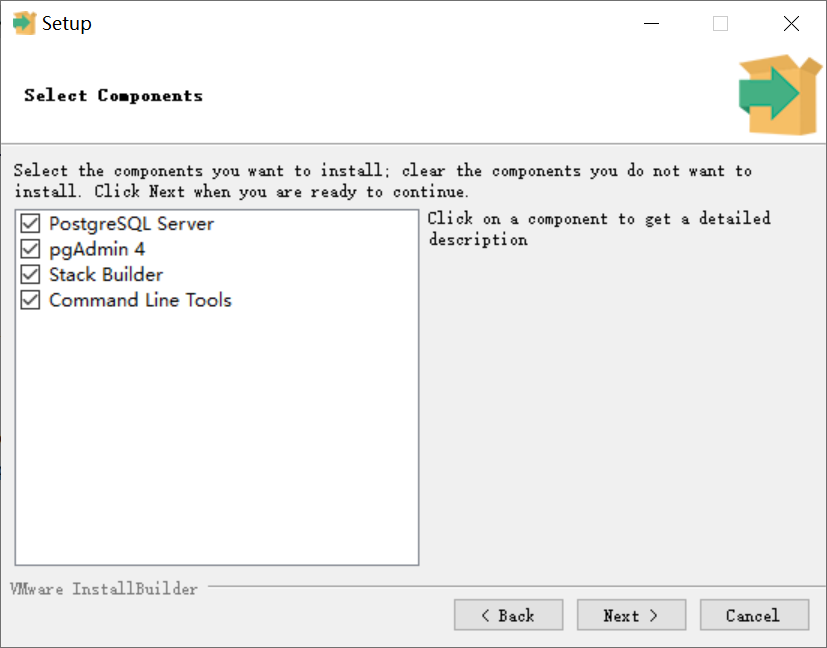 Setup
Select Components
Select the components you want to install; clear the components you do not want to
install. Click Next when you are ready to continue.
PostgreSQL Server
pgAdmin 4
Stack Builder
Command Line Tools
Click on a component to get a detailed
description
VMware InstallBuilder
< Back
Next >
Cancel